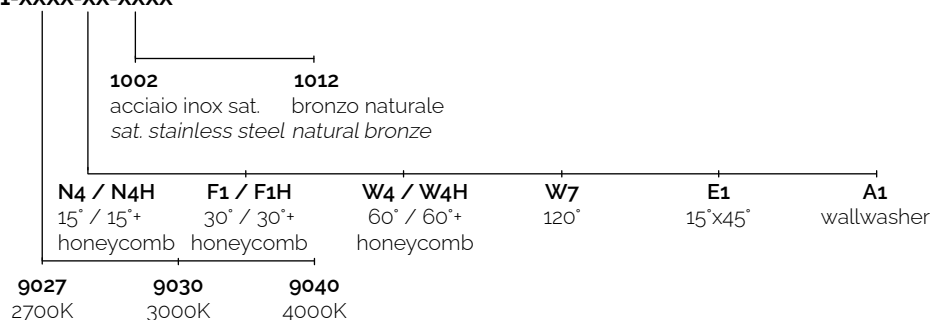 1-XXXX-XX-XXXX
1002 1012
acciaio inox sat. bronzo naturale
sat. stainless steel natural bronze
N4 / N4H F1 / F1H W4 / W4H W7 E1 A1
15° / 15°+ 30° / 30°+ 60° / 60°+ 120° 15°x45° wallwasher
honeycomb honeycomb honeycomb
9027 9030 9040
2700K 3000K 4000K